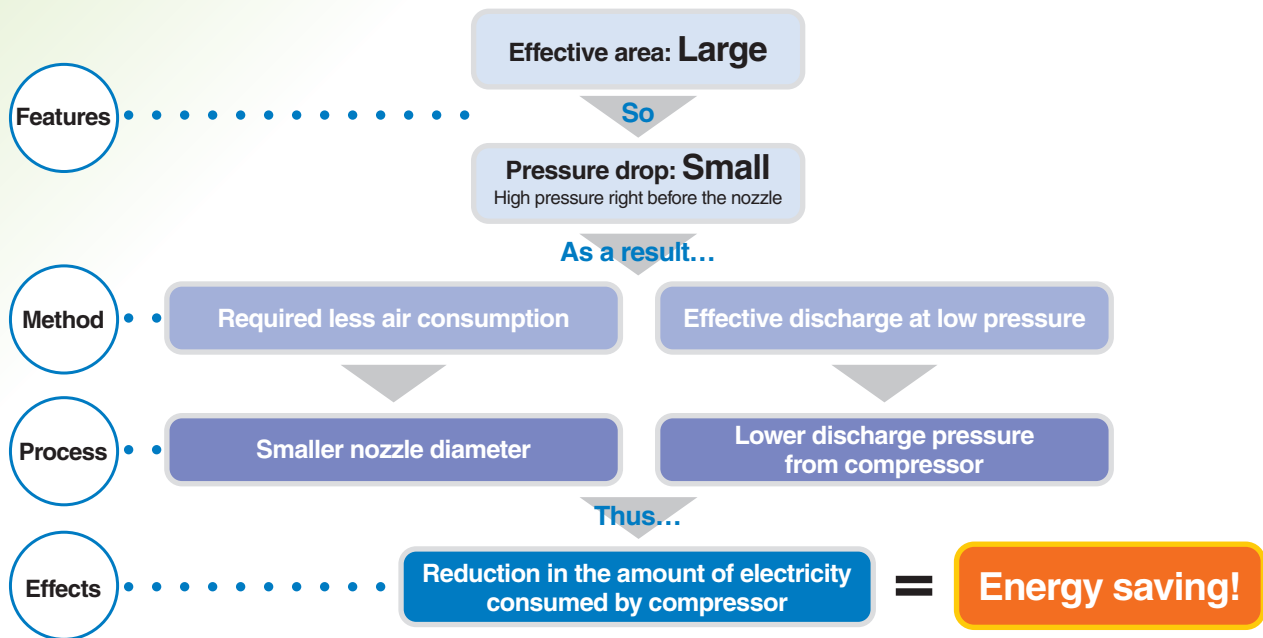 Effective area: Large
Features
So
Pressure drop: Small
High pressure right before the nozzle
As a result…
Method
Required less air consumption
Effective discharge at low pressure
Process
Smaller nozzle diameter
Lower discharge pressure
from compressor
Thus…
Effects
Reduction in the amount of electricity
consumed by compressor
=
Energy saving!